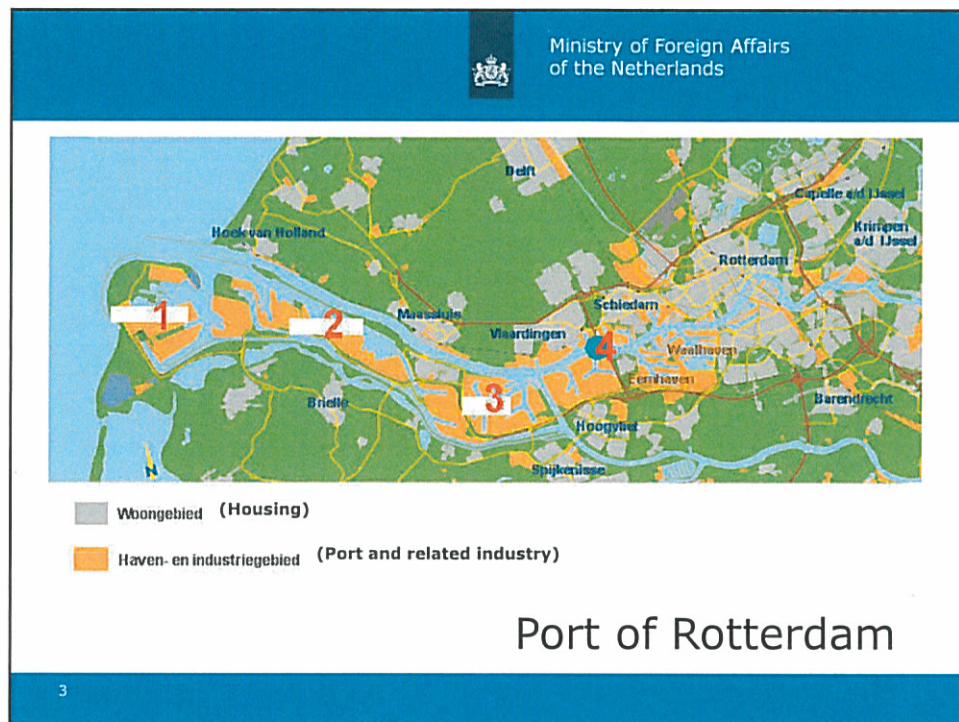 Ministry of Foreign Affairs
of the Netherlands
Delft
Capelle a/d IJssel
Hoek van Holland
Krimpen
a/d IJssel
Rotterdam
1
2
Maassluis
Schiedam
Vlaardingen
4
Waalhaven
Eemhaven
3
Brielle
Barendrecht
Hoogvliet
Spijkenisse
N
Woongebied (Housing)
Haven- en industriegebied (Port and related industry)
Port of Rotterdam
3